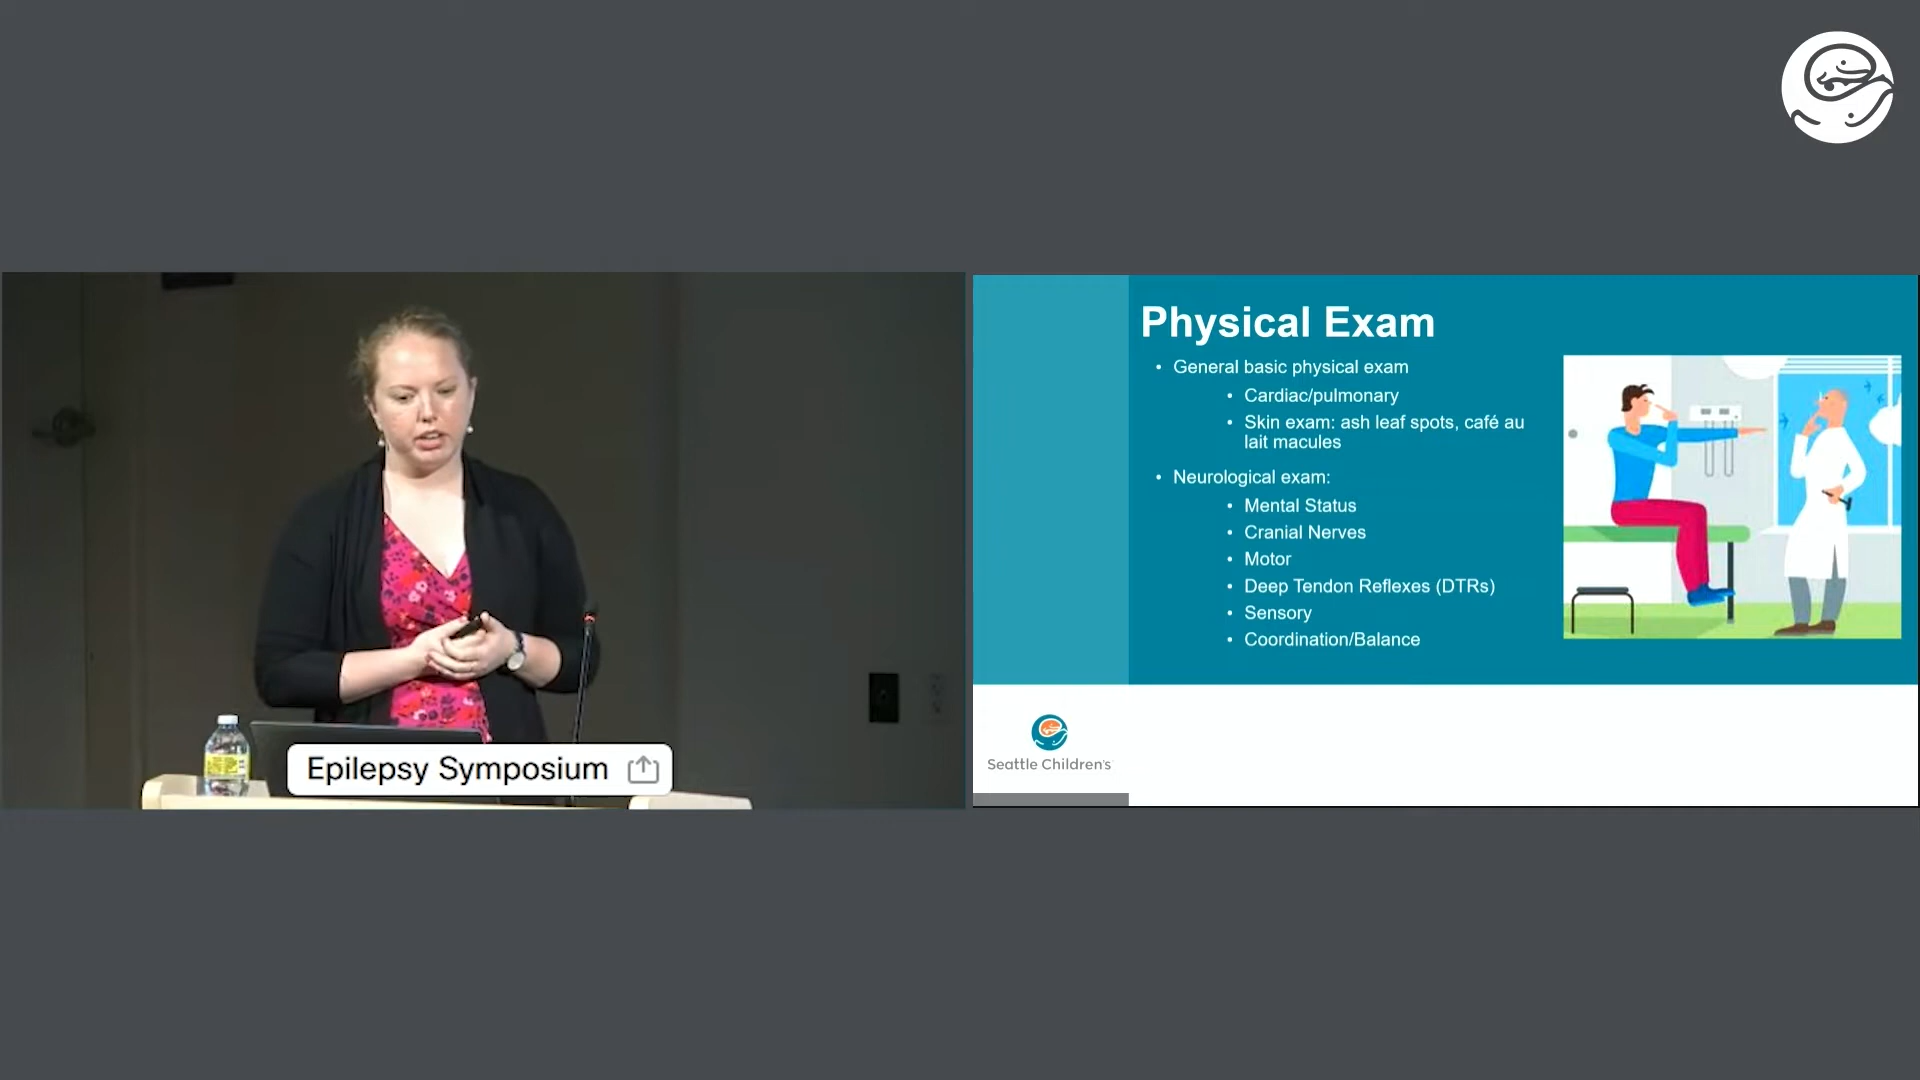 Physical Exam
• General basic physical exam
• Cardiac/pulmonary
• Skin exam: ash leaf spots, café au
lait macules
• Neurological exam:
• Mental Status
• Cranial Nerves
• Motor
• Deep Tendon Reflexes (DTRs)
• Sensory
• Coordination/Balance
Seattle Children's
Epilepsy Symposium